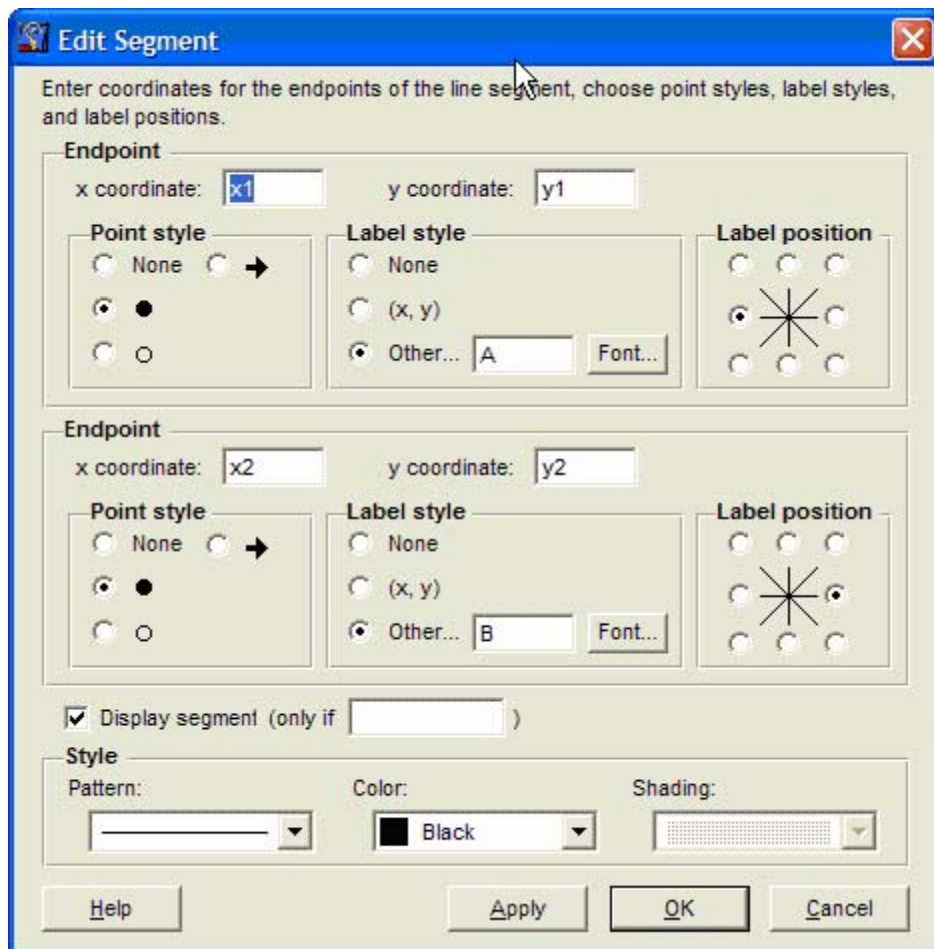 Edit Segment
Enter coordinates for the endpoints of the line segment, choose point styles, label styles,
and label positions.
Endpoint
x coordinate: x1 y coordinate: y1
Point style Label style Label position
None None
(x, y)
Other... A Font...
Endpoint
x coordinate: x2 y coordinate: y2
Point style Label style Label position
None None
(x, y)
Other... B Font...
Display segment (only if )
Style
Pattern: Color: Shading:
Black
Help Apply OK Cancel